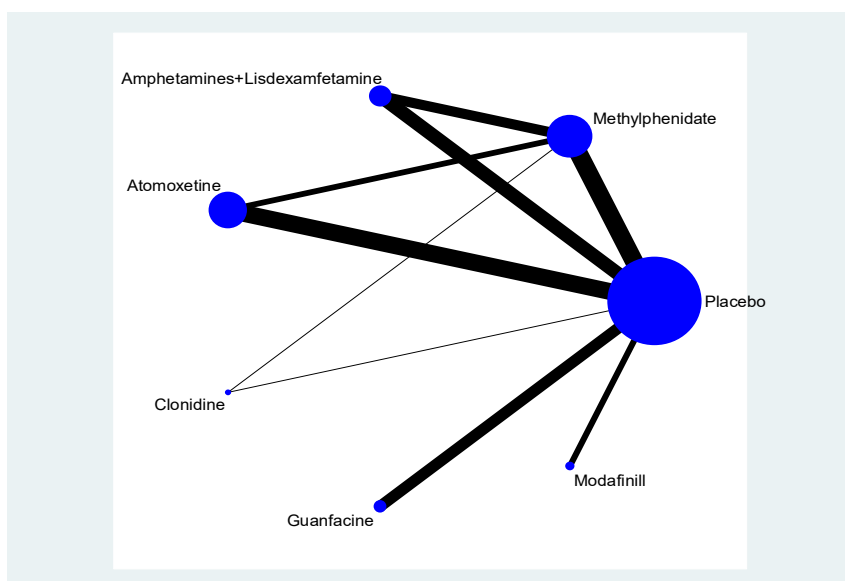 Amphetamines+Lisdexamfetamine
Methylphenidate
Atomoxetine
Placebo
Clonidine
Modafinill
Guanfacine